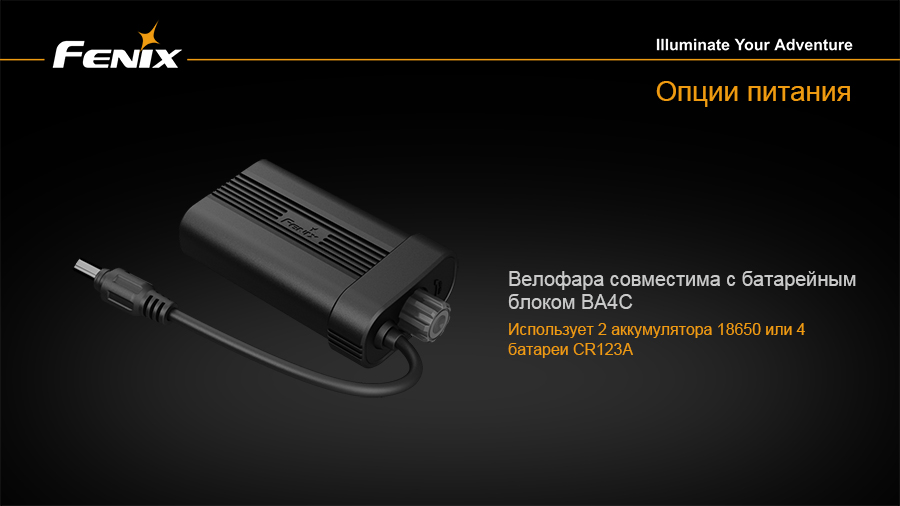 FENIX
Illuminate Your Adventure
Опции питания
FENIX
Велофара совместима с батарейным
блоком BA4C
Использует 2 аккумулятора 18650 или 4
батареи CR123A